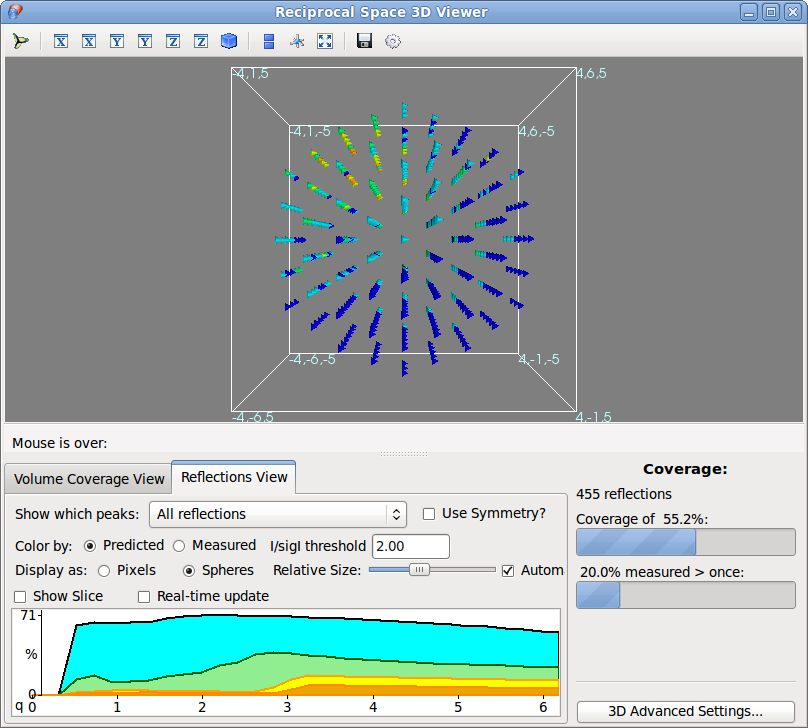 Reciprocal Space 3D Viewer
X X Y Y Z Z
-4,1,5 4,6,5
-4,1,-5 4,6,-5
-4,-6,-5 4,-1,-5
-4,-6,5 4,-1,5
Mouse is over:
Volume Coverage View Reflections View
Show which peaks: All reflections Use Symmetry?
Color by: Predicted Measured I/sigI threshold 2.00
Display as: Pixels Spheres Relative Size: Autom
Show Slice Real-time update
71
%
0
q 0 1 2 3 4 5 6
Coverage:
455 reflections
Coverage of 55.2%:
20.0% measured > once:
3D Advanced Settings...